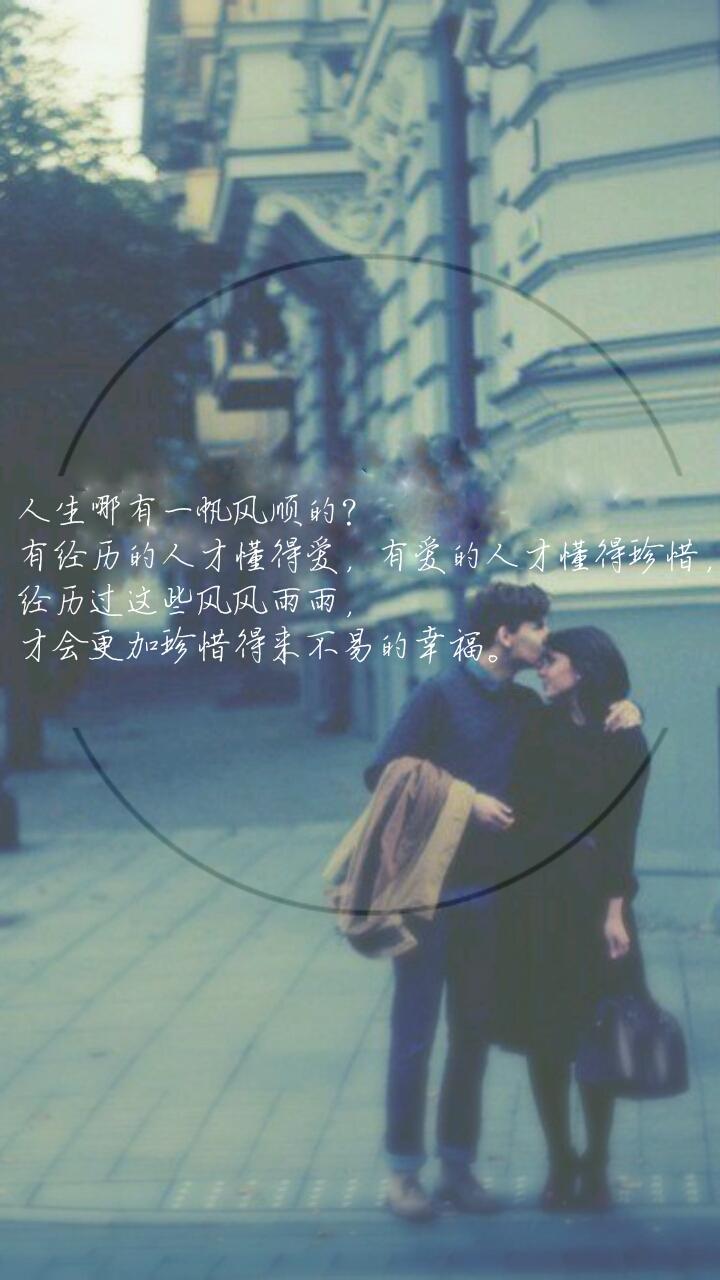 人生哪有一帆风顺的？
有经历的人才懂得爱，有爱的人才懂得珍惜，
经历过这些风风雨雨，
才会更加珍惜得来不易的幸福。